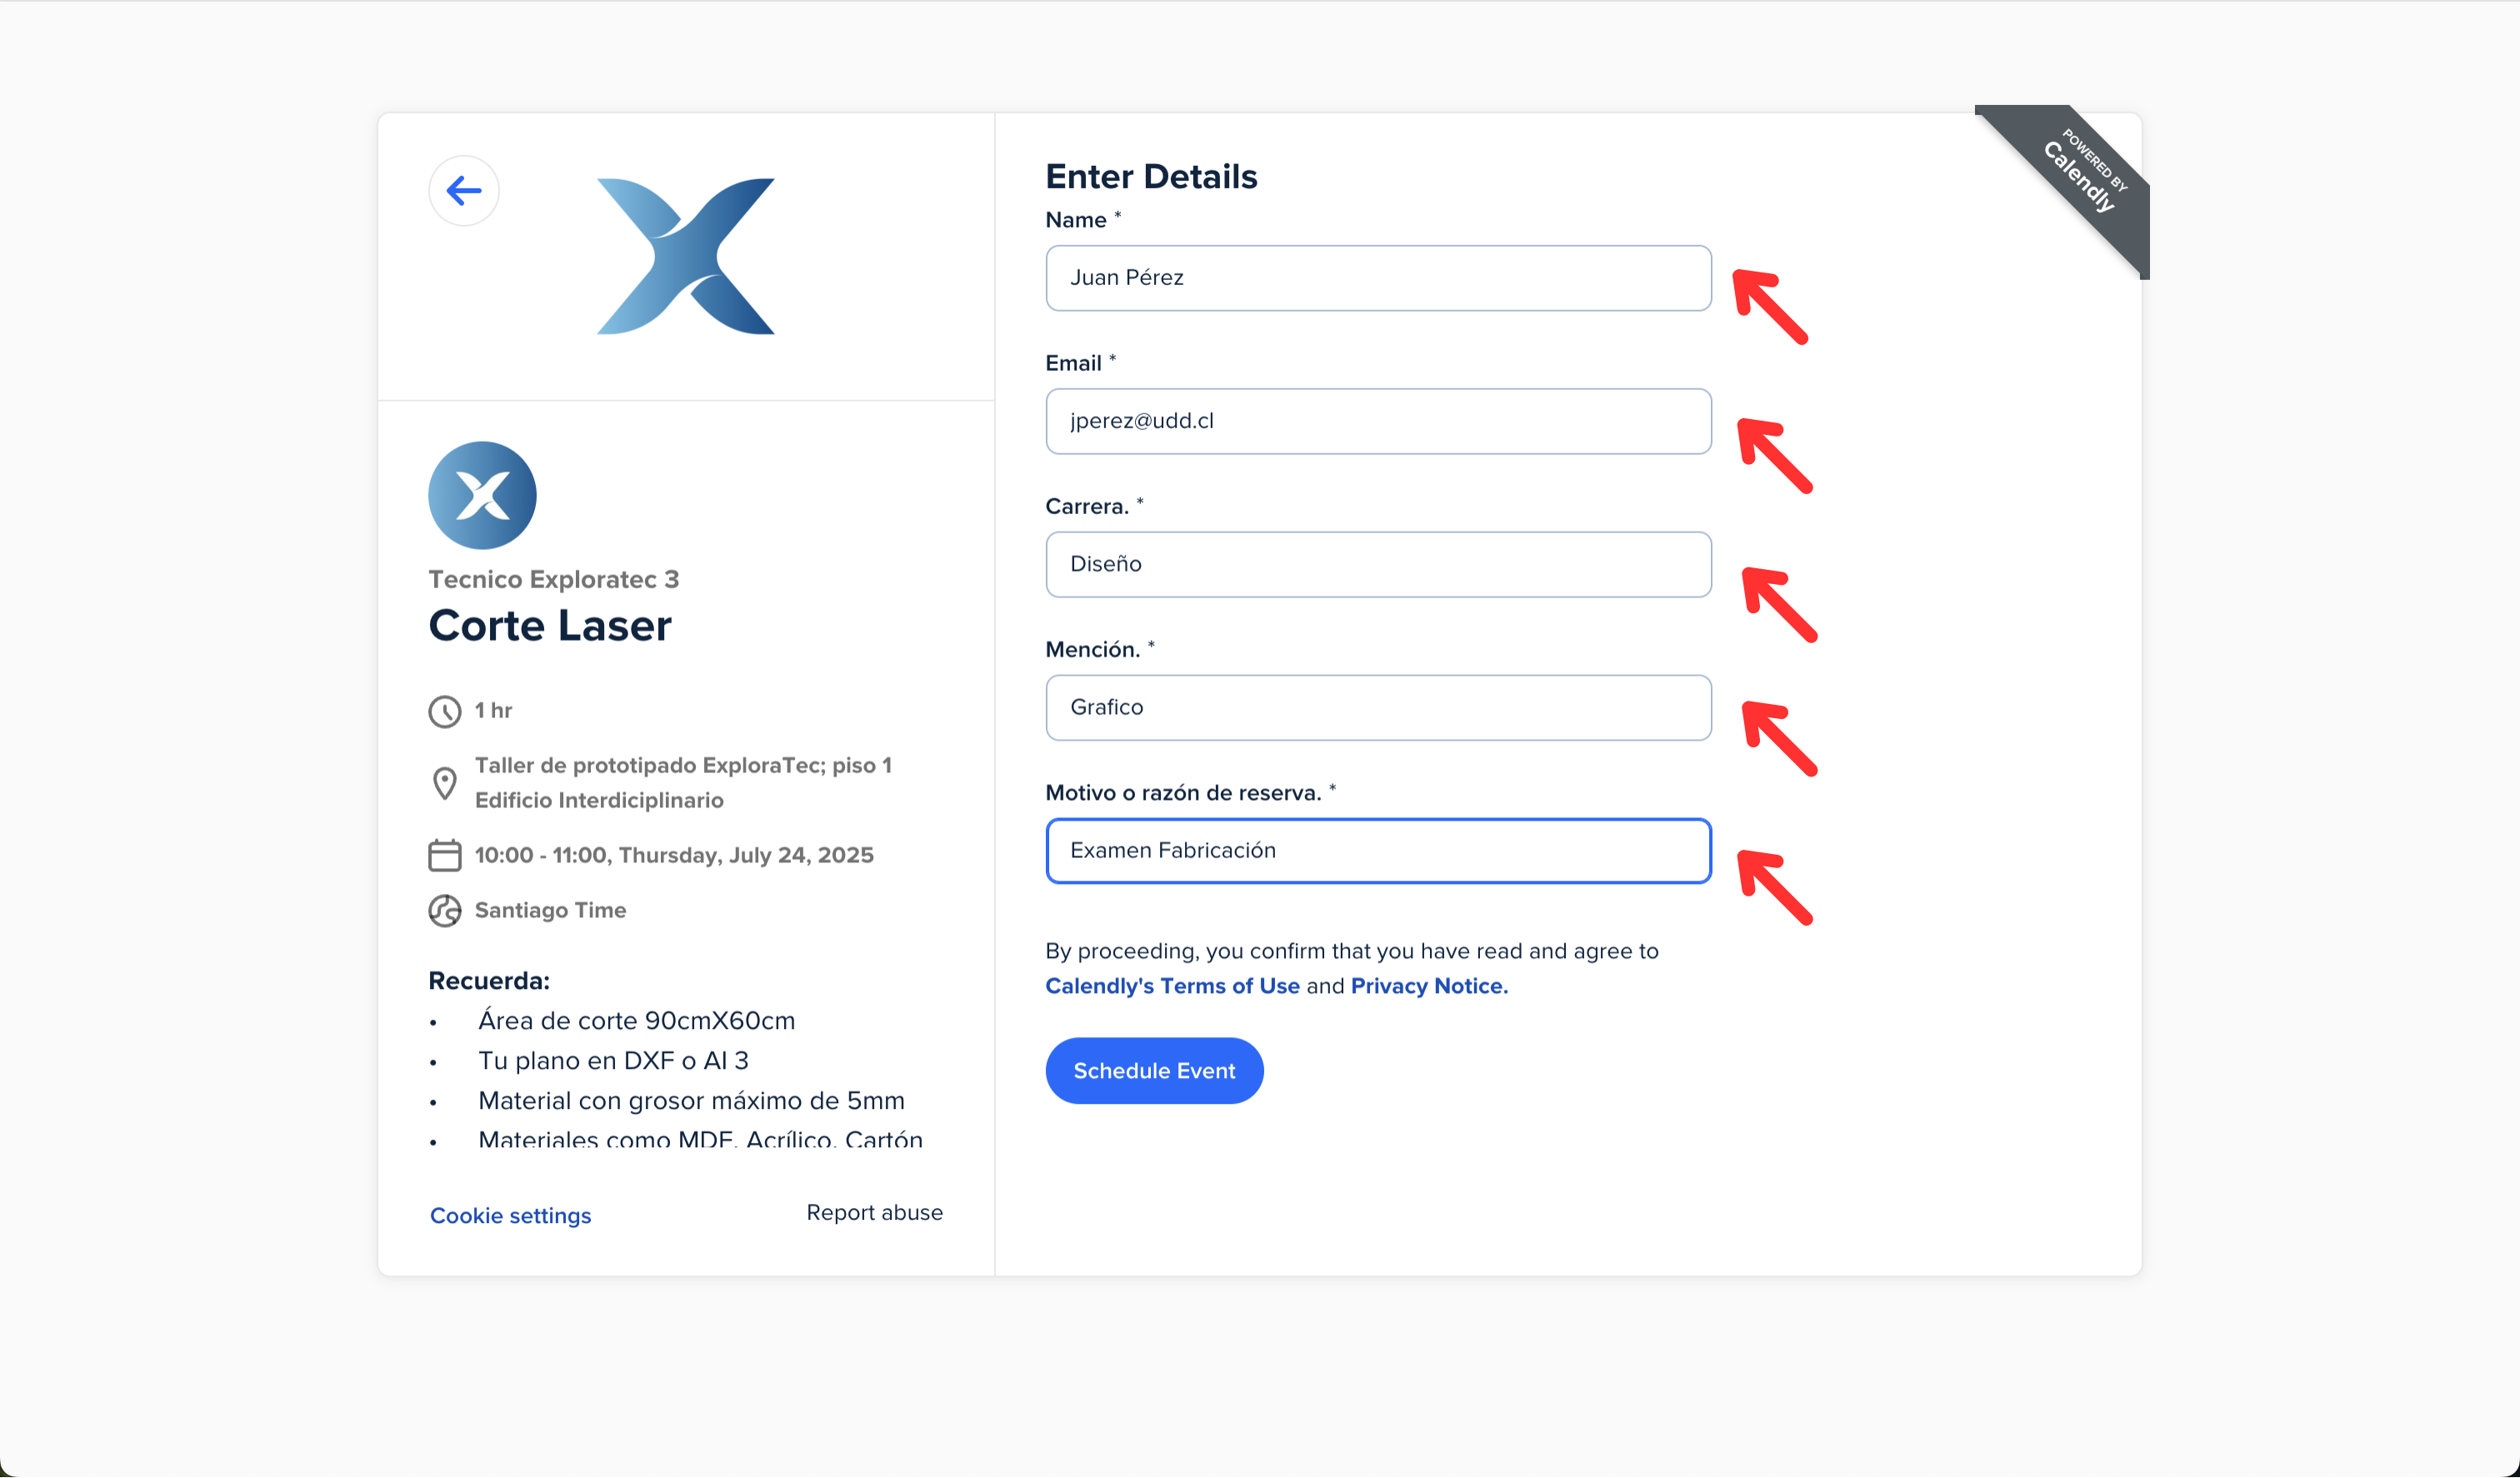 Tecnico Exploratec 3
Corte Laser
1 hr
Taller de prototipado ExploraTec; piso 1
Edificio Interdiciplinario
10:00 - 11:00, Thursday, July 24, 2025
Santiago Time
Recuerda:
• Área de corte 90cmX60cm
• Tu plano en DXF o AI 3
• Material con grosor máximo de 5mm
• Materiales como MDF, Acrílico, Cartón
Cookie settings
Report abuse
Enter Details
Name *
Juan Pérez
Email *
jperez@udd.cl
Carrera. *
Diseño
Mención. *
Grafico
Motivo o razón de reserva. *
Examen Fabricación
By proceeding, you confirm that you have read and agree to
Calendly's Terms of Use and Privacy Notice.
Schedule Event
POWERED BY
Calendly